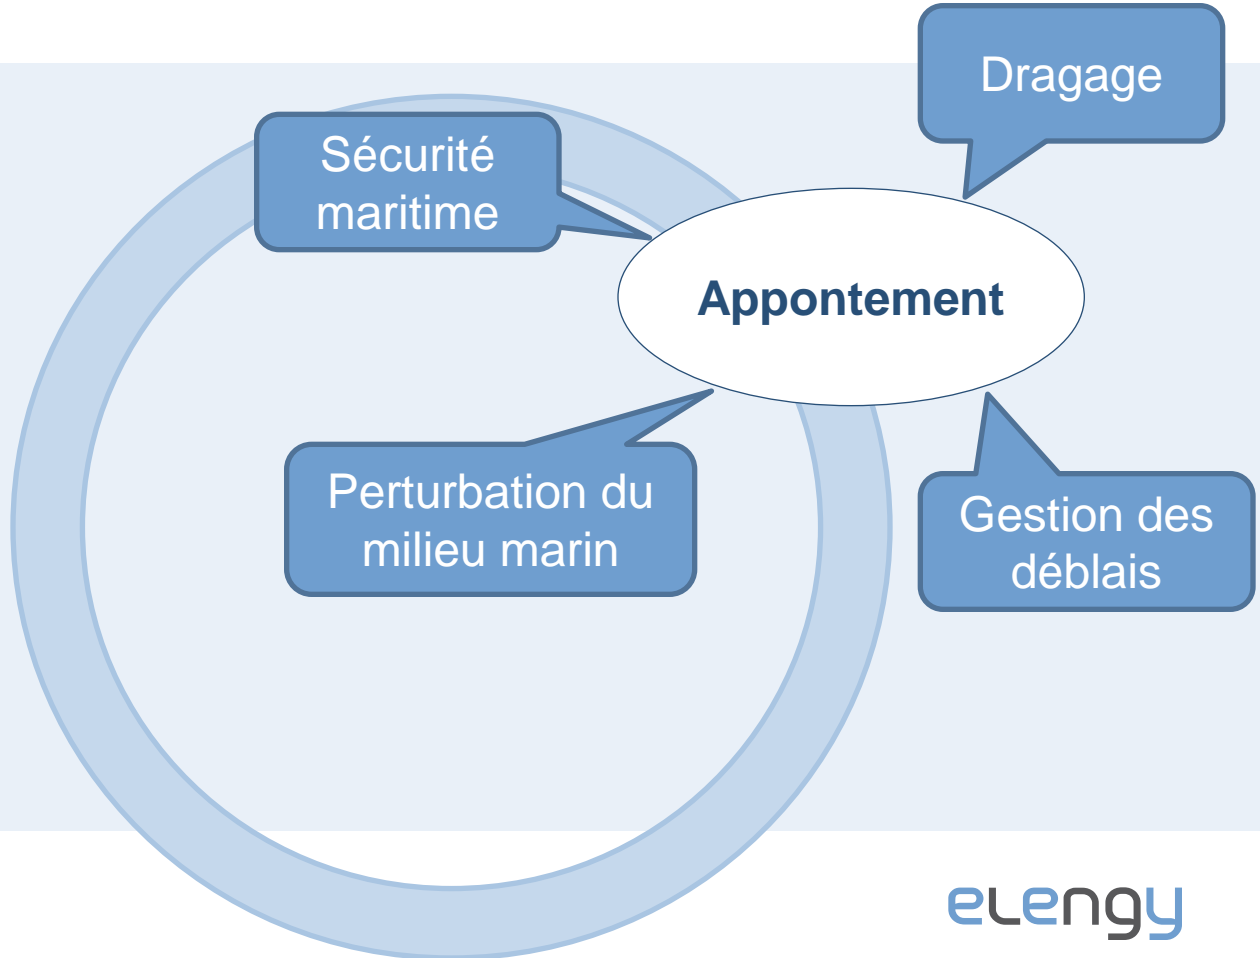 Dragage
Sécurité
maritime
Appontement
Perturbation du
milieu marin
Gestion des
déblais
elengy